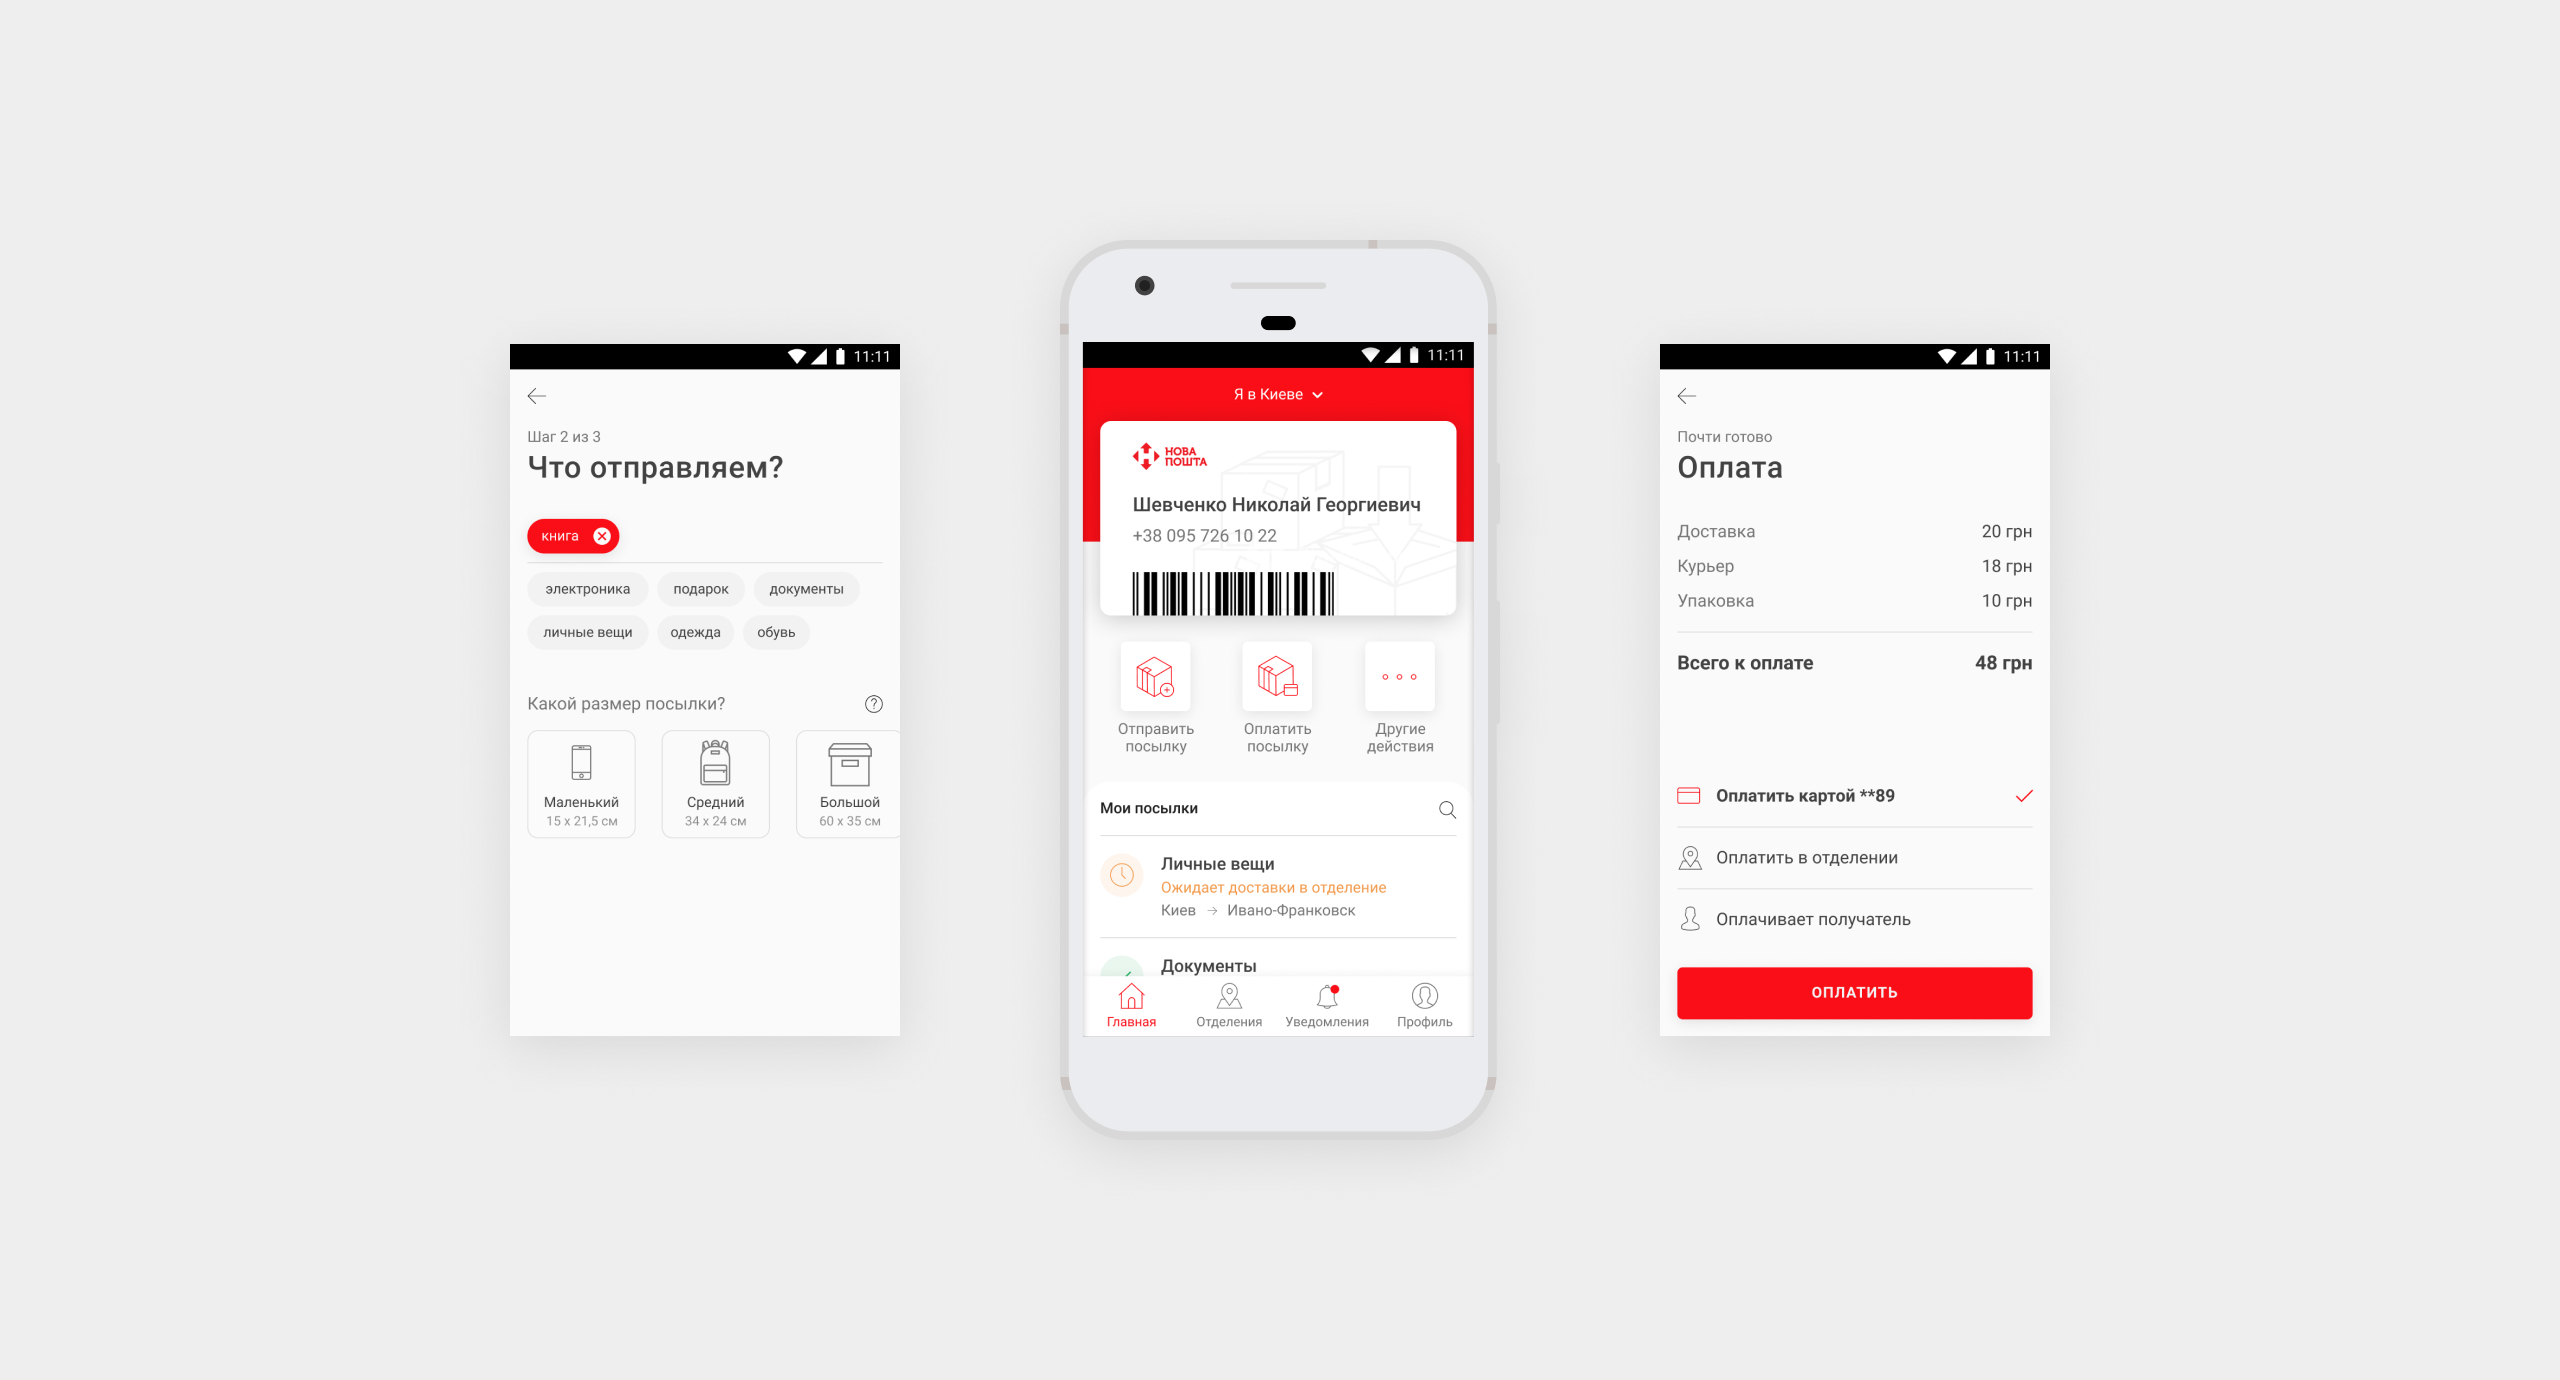 11:11
Шаг 2 из 3
Что отправляем?
книга
электроника подарок документы
личные вещи одежда обувь
Какой размер посылки?
Маленький Средний Большой
15 x 21,5 см 34 x 24 см 60 x 35 см
11:11
Я в Киеве
НОВА
ПОШТА
Шевченко Николай Георгиевич
+38 095 726 10 22
Отправить Оплатить Другие
посылку посылку действия
Мои посылки
Личные вещи
Ожидает доставки в отделение
Киев → Ивано-Франковск
Документы
Главная Отделения Уведомления Профиль
11:11
Почти готово
Оплата
Доставка 20 грн
Курьер 18 грн
Упаковка 10 грн
Всего к оплате 48 грн
Оплатить картой **89
Оплатить в отделении
Оплачивает получатель
ОПЛАТИТЬ